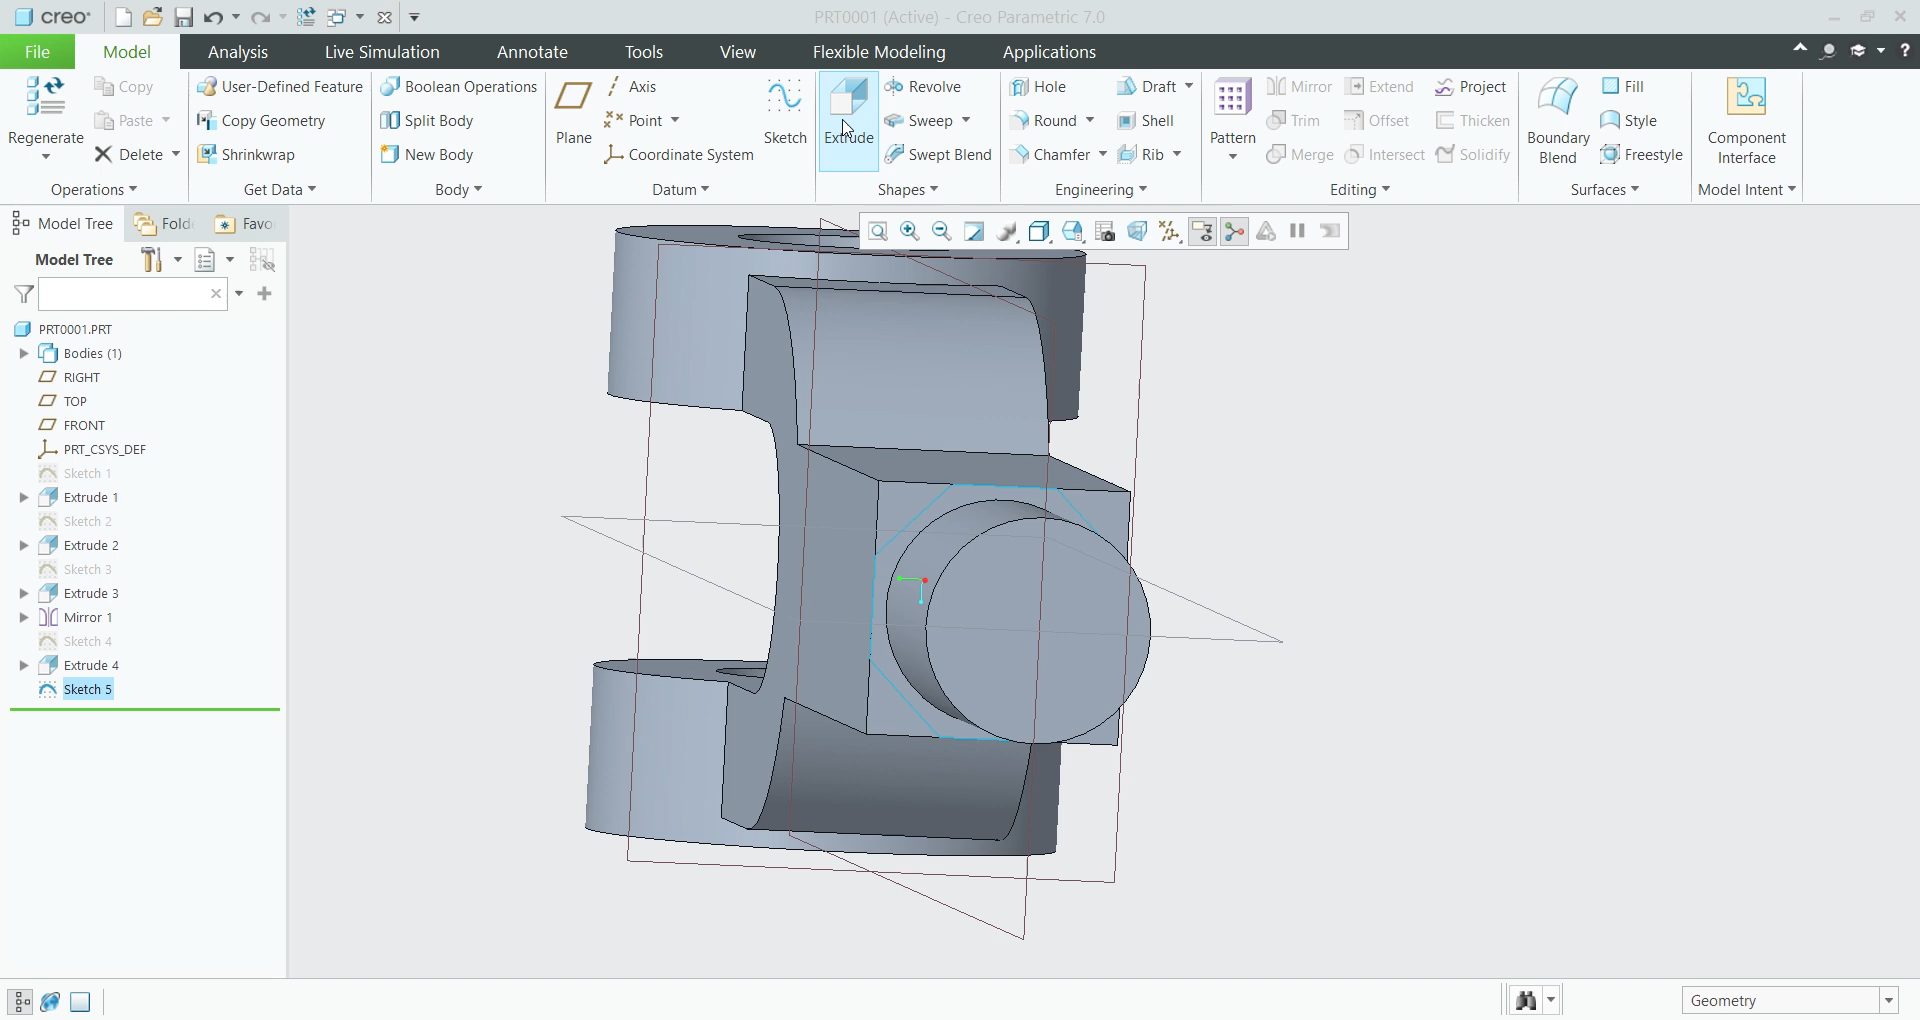 creo
PRT0001 (Active) - Creo Parametric 7.0
File Model Analysis Live Simulation Annotate Tools View Flexible Modeling Applications ?
Copy User-Defined Feature Boolean Operations Axis Revolve Hole Draft Mirror Extend Project Fill
Paste Copy Geometry Split Body Point Sweep Round Shell Trim Offset Thicken Style
Regenerate Plane Sketch Extrude Pattern Boundary Blend Component Interface
Delete Shrinkwrap New Body Coordinate System Swept Blend Chamfer Rib Merge Intersect Solidify Freestyle
Operations Get Data Body Datum Shapes Engineering Editing Surfaces Model Intent
Model Tree Fold Favo
Model Tree
PRT0001.PRT
Bodies (1)
RIGHT
TOP
FRONT
PRT_CSYS_DEF
Sketch 1
Extrude 1
Sketch 2
Extrude 2
Sketch 3
Extrude 3
Mirror 1
Sketch 4
Extrude 4
Sketch 5
Geometry